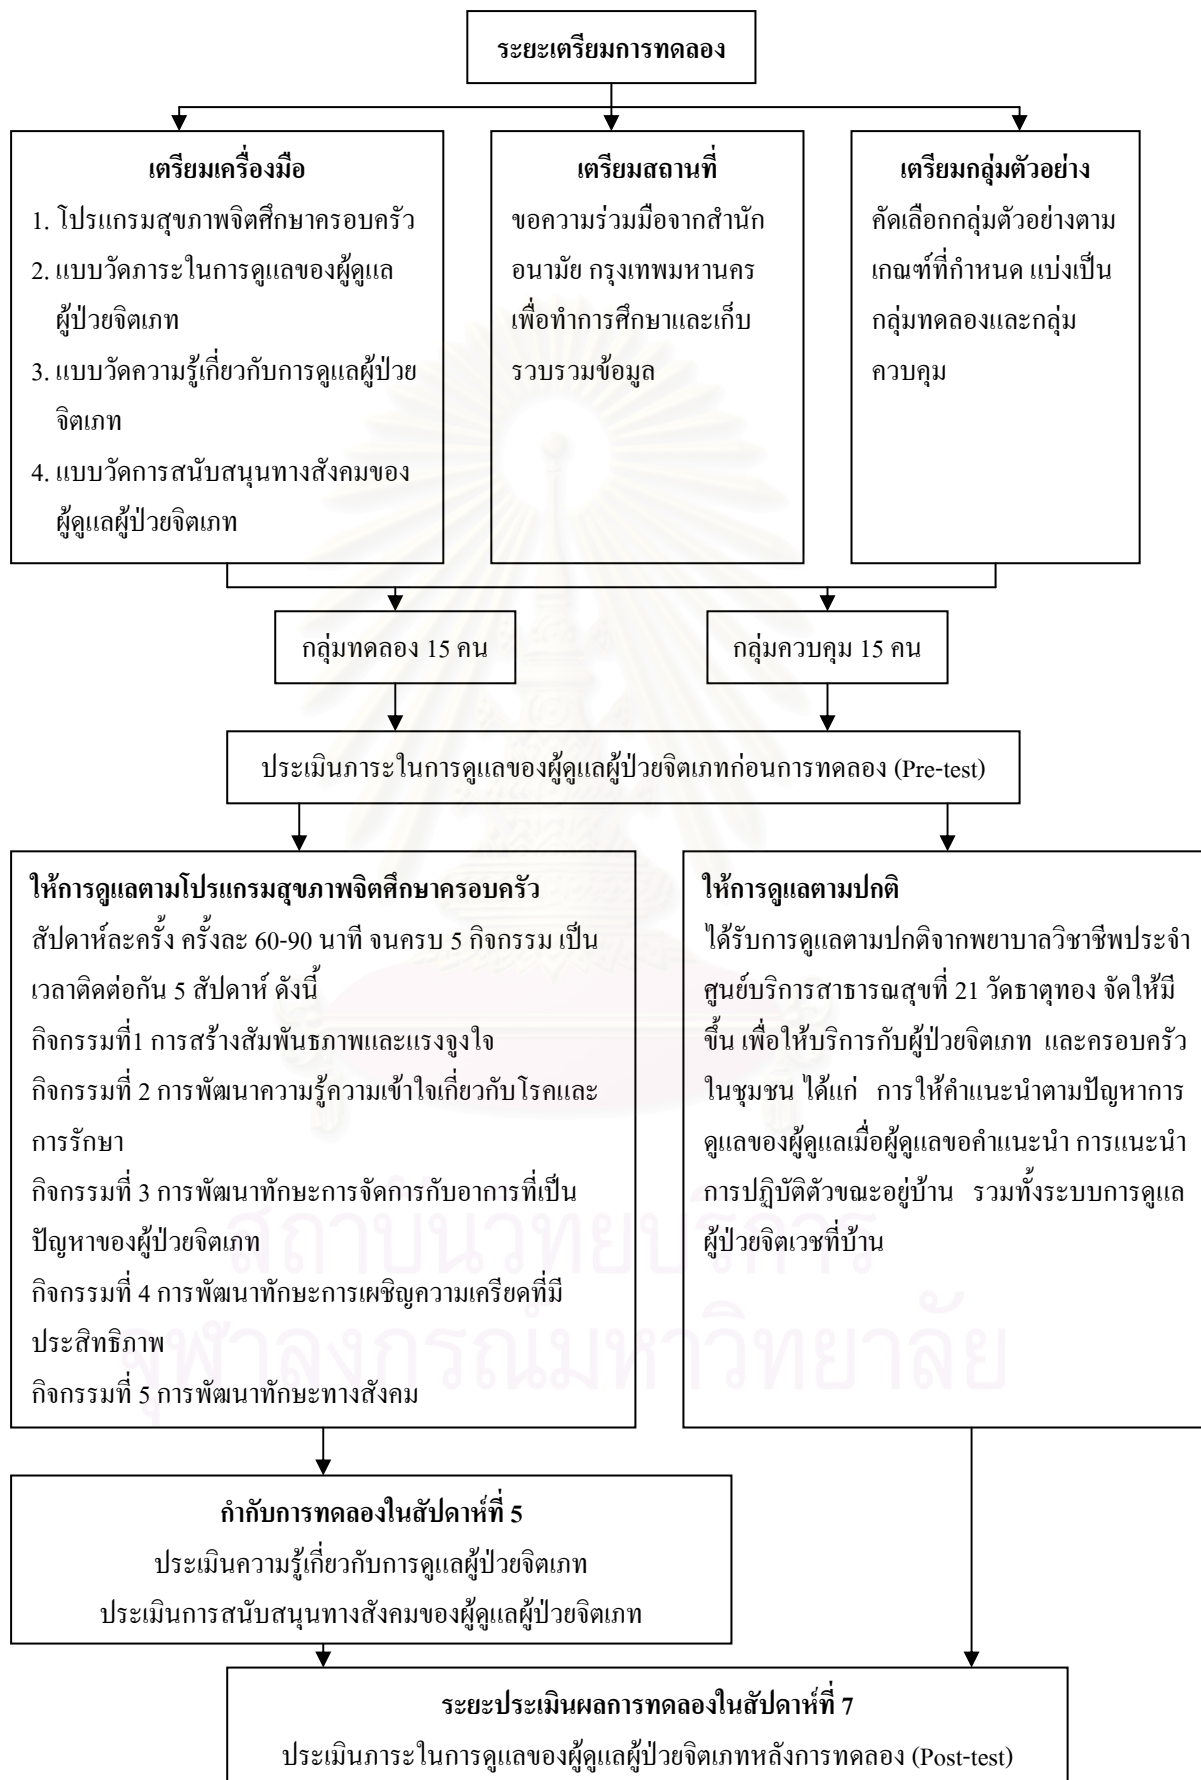 ระยะเตรียมการทดลอง
เตรียมเครื่องมือ
1. โปรแกรมสุขภาพจิตศึกษาครอบครัว
2. แบบวัดภาระในการดูแลของผู้ดูแล
ผู้ป่วยจิตเภท
3. แบบวัดความรู้เกี่ยวกับการดูแลผู้ป่วย
จิตเภท
4. แบบวัดการสนับสนุนทางสังคมของ
ผู้ดูแลผู้ป่วยจิตเภท
เตรียมสถานที่
ขอความร่วมมือจากสำนัก
อนามัย กรุงเทพมหานคร
เพื่อทำการศึกษาและเก็บ
รวบรวมข้อมูล
เตรียมกลุ่มตัวอย่าง
คัดเลือกกลุ่มตัวอย่างตาม
เกณฑ์ที่กำหนด แบ่งเป็น
กลุ่มทดลองและกลุ่ม
ควบคุม
กลุ่มทดลอง 15 คน
กลุ่มควบคุม 15 คน
ประเมินภาระในการดูแลของผู้ดูแลผู้ป่วยจิตเภทก่อนการทดลอง (Pre-test)
ให้การดูแลตามโปรแกรมสุขภาพจิตศึกษาครอบครัว
สัปดาห์ละครั้ง ครั้งละ 60-90 นาที จนครบ 5 กิจกรรม เป็น
เวลาติดต่อกัน 5 สัปดาห์ ดังนี้
กิจกรรมที่1 การสร้างสัมพันธภาพและแรงจูงใจ
กิจกรรมที่ 2 การพัฒนาความรู้ความเข้าใจเกี่ยวกับโรคและ
การรักษา
กิจกรรมที่ 3 การพัฒนาทักษะการจัดการกับอาการที่เป็น
ปัญหาของผู้ป่วยจิตเภท
กิจกรรมที่ 4 การพัฒนาทักษะการเผชิญความเครียดที่มี
ประสิทธิภาพ
กิจกรรมที่ 5 การพัฒนาทักษะทางสังคม
ให้การดูแลตามปกติ
ได้รับการดูแลตามปกติจากพยาบาลวิชาชีพประจำ
ศูนย์บริการสาธารณสุขที่ 21 วัดธาตุทอง จัดให้มี
ขึ้น เพื่อให้บริการกับผู้ป่วยจิตเภท และครอบครัว
ในชุมชน ได้แก่ การให้คำแนะนำตามปัญหาการ
ดูแลของผู้ดูแลเมื่อผู้ดูแลขอคำแนะนำ การแนะนำ
การปฏิบัติตัวขณะอยู่บ้าน รวมทั้งระบบการดูแล
ผู้ป่วยจิตเวชที่บ้าน
สถาบันวิทยบริการ
จุฬาลงกรณ์มหาวิทยาลัย
กำกับการทดลองในสัปดาห์ที่ 5
ประเมินความรู้เกี่ยวกับการดูแลผู้ป่วยจิตเภท
ประเมินการสนับสนุนทางสังคมของผู้ดูแลผู้ป่วยจิตเภท
ระยะประเมินผลการทดลองในสัปดาห์ที่ 7
ประเมินภาระในการดูแลของผู้ดูแลผู้ป่วยจิตเภทหลังการทดลอง (Post-test)